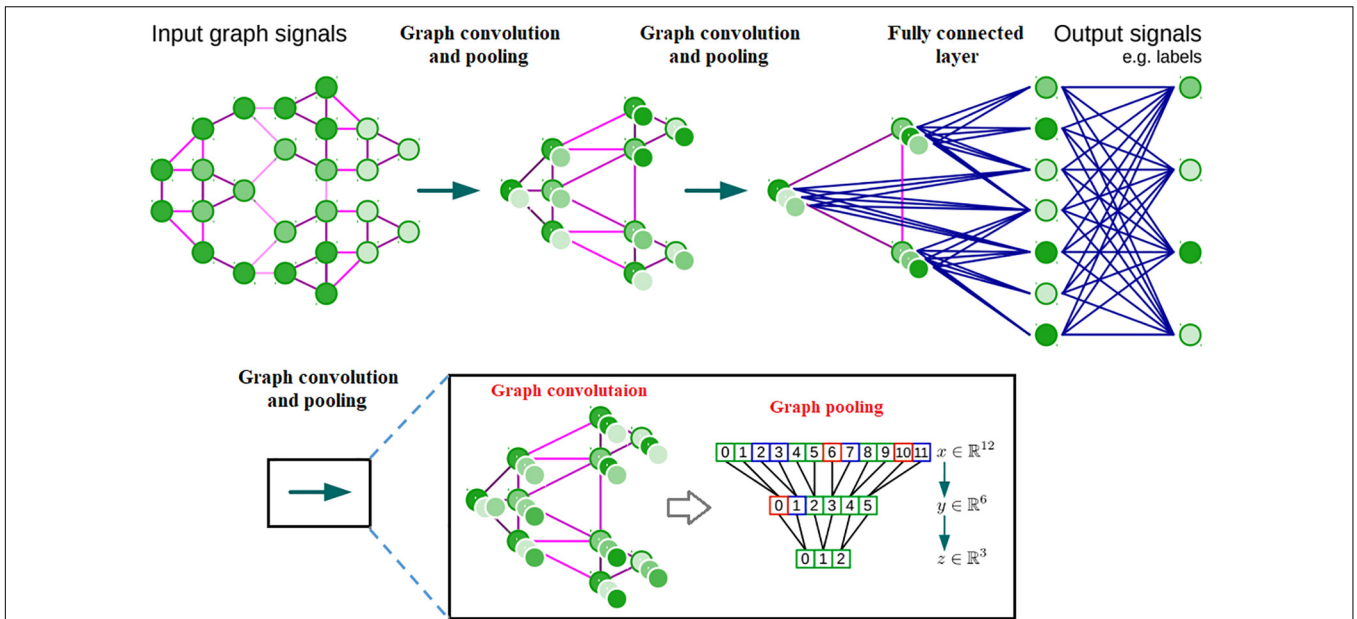 Input graph signals
Graph convolution
and pooling
Graph convolution
and pooling
Fully connected
layer
Output signals
e.g. labels
Graph convolution
and pooling
Graph convolutaion
Graph pooling
0 1 2 3 4 5 6 7 8 9 10 11 x ∈ ℝ¹²
0 1 2 3 4 5 y ∈ ℝ⁶
0 1 2 z ∈ ℝ³